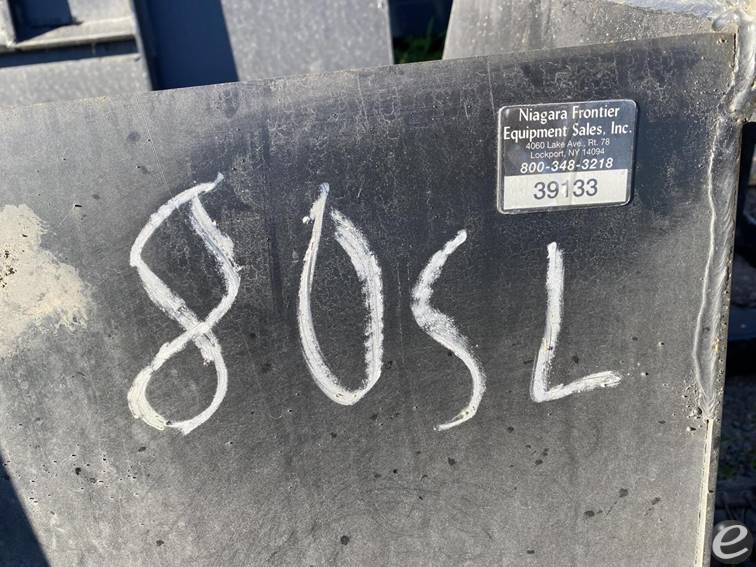 Niagara Frontier
Equipment Sales, Inc.
4060 Lake Ave., Rt. 78
Lockport, NY 14094
800-348-3218
39133
80SL
e